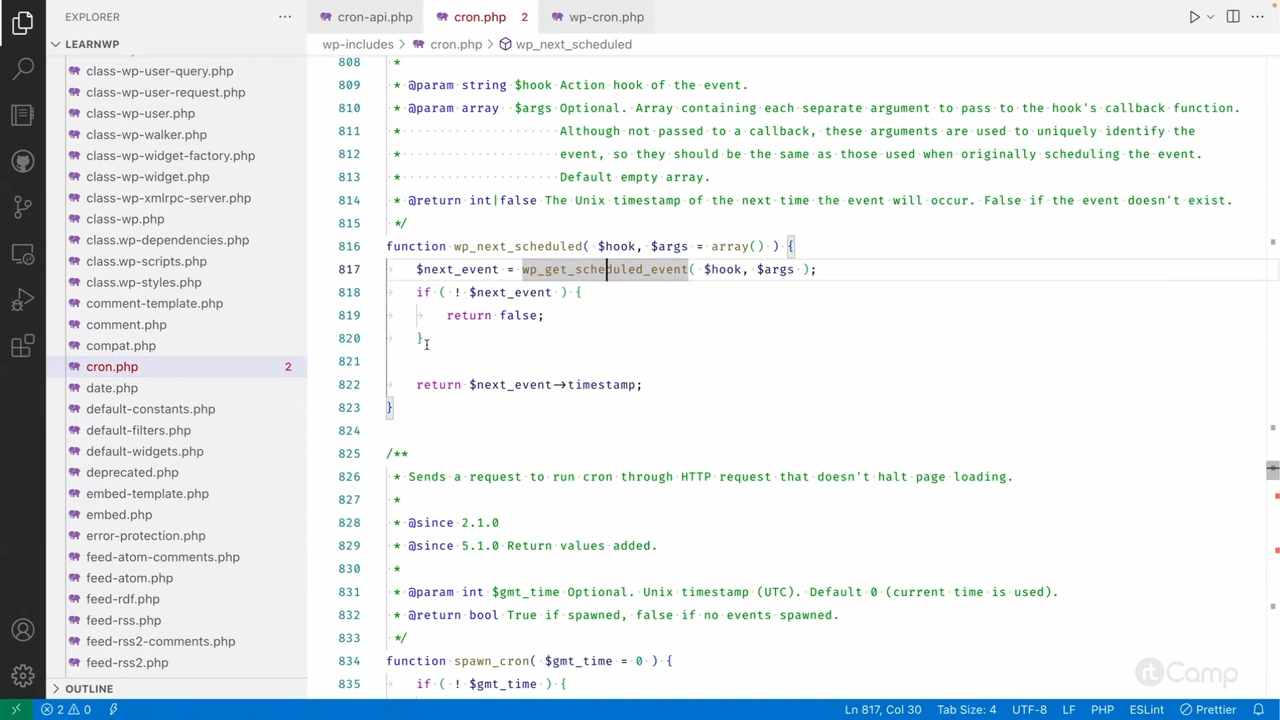 EXPLORER
cron-api.php
cron.php 2
wp-cron.php
LEARNWP
wp-includes > cron.php > wp_next_scheduled
class-wp-user-query.php
class-wp-user-request.php
class-wp-user.php
class-wp-walker.php
class-wp-widget-factory.php
class-wp-widget.php
class-wp-xmlrpc-server.php
class-wp.php
class.wp-dependencies.php
class.wp-scripts.php
class.wp-styles.php
comment-template.php
comment.php
compat.php
cron.php 2
date.php
default-constants.php
default-filters.php
default-widgets.php
deprecated.php
embed-template.php
embed.php
error-protection.php
feed-atom-comments.php
feed-atom.php
feed-rdf.php
feed-rss.php
feed-rss2-comments.php
feed-rss2.php
OUTLINE
808 *
809 * @param string $hook Action hook of the event.
810 * @param array $args Optional. Array containing each separate argument to pass to the hook's callback function.
811 * Although not passed to a callback, these arguments are used to uniquely identify the
812 * event, so they should be the same as those used when originally scheduling the event.
813 * Default empty array.
814 * @return int|false The Unix timestamp of the next time the event will occur. False if the event doesn't exist.
815 */
816 function wp_next_scheduled( $hook, $args = array() ) {
817 $next_event = wp_get_scheduled_event( $hook, $args );
818 if ( ! $next_event ) {
819 return false;
820 }
821
822 return $next_event->timestamp;
823 }
824
825 /**
826 * Sends a request to run cron through HTTP request that doesn't halt page loading.
827 *
828 * @since 2.1.0
829 * @since 5.1.0 Return values added.
830 *
831 * @param int $gmt_time Optional. Unix timestamp (UTC). Default 0 (current time is used).
832 * @return bool True if spawned, false if no events spawned.
833 */
834 function spawn_cron( $gmt_time = 0 ) {
835 if ( ! $gmt_time ) {
rtCamp
2 0
Ln 817, Col 30 Tab Size: 4 UTF-8 LF PHP ESLint Prettier